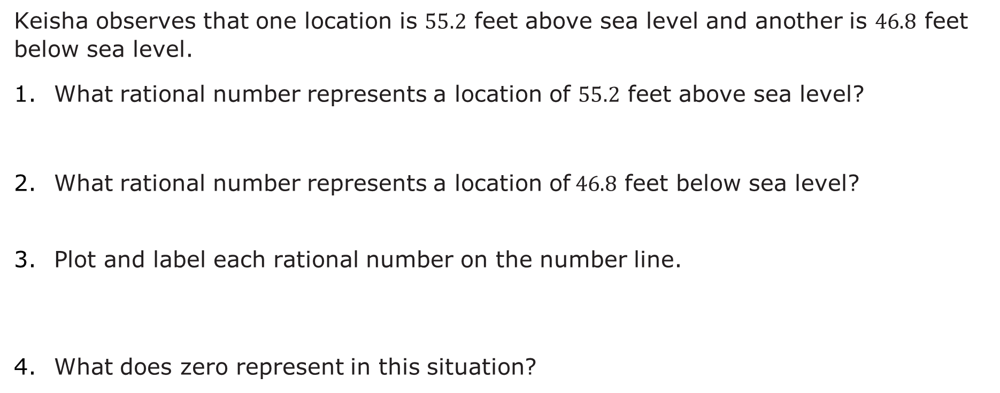 Keisha observes that one location is 55.2 feet above sea level and another is 46.8 feet
below sea level.
1. What rational number represents a location of 55.2 feet above sea level?
2. What rational number represents a location of 46.8 feet below sea level?
3. Plot and label each rational number on the number line.
4. What does zero represent in this situation?